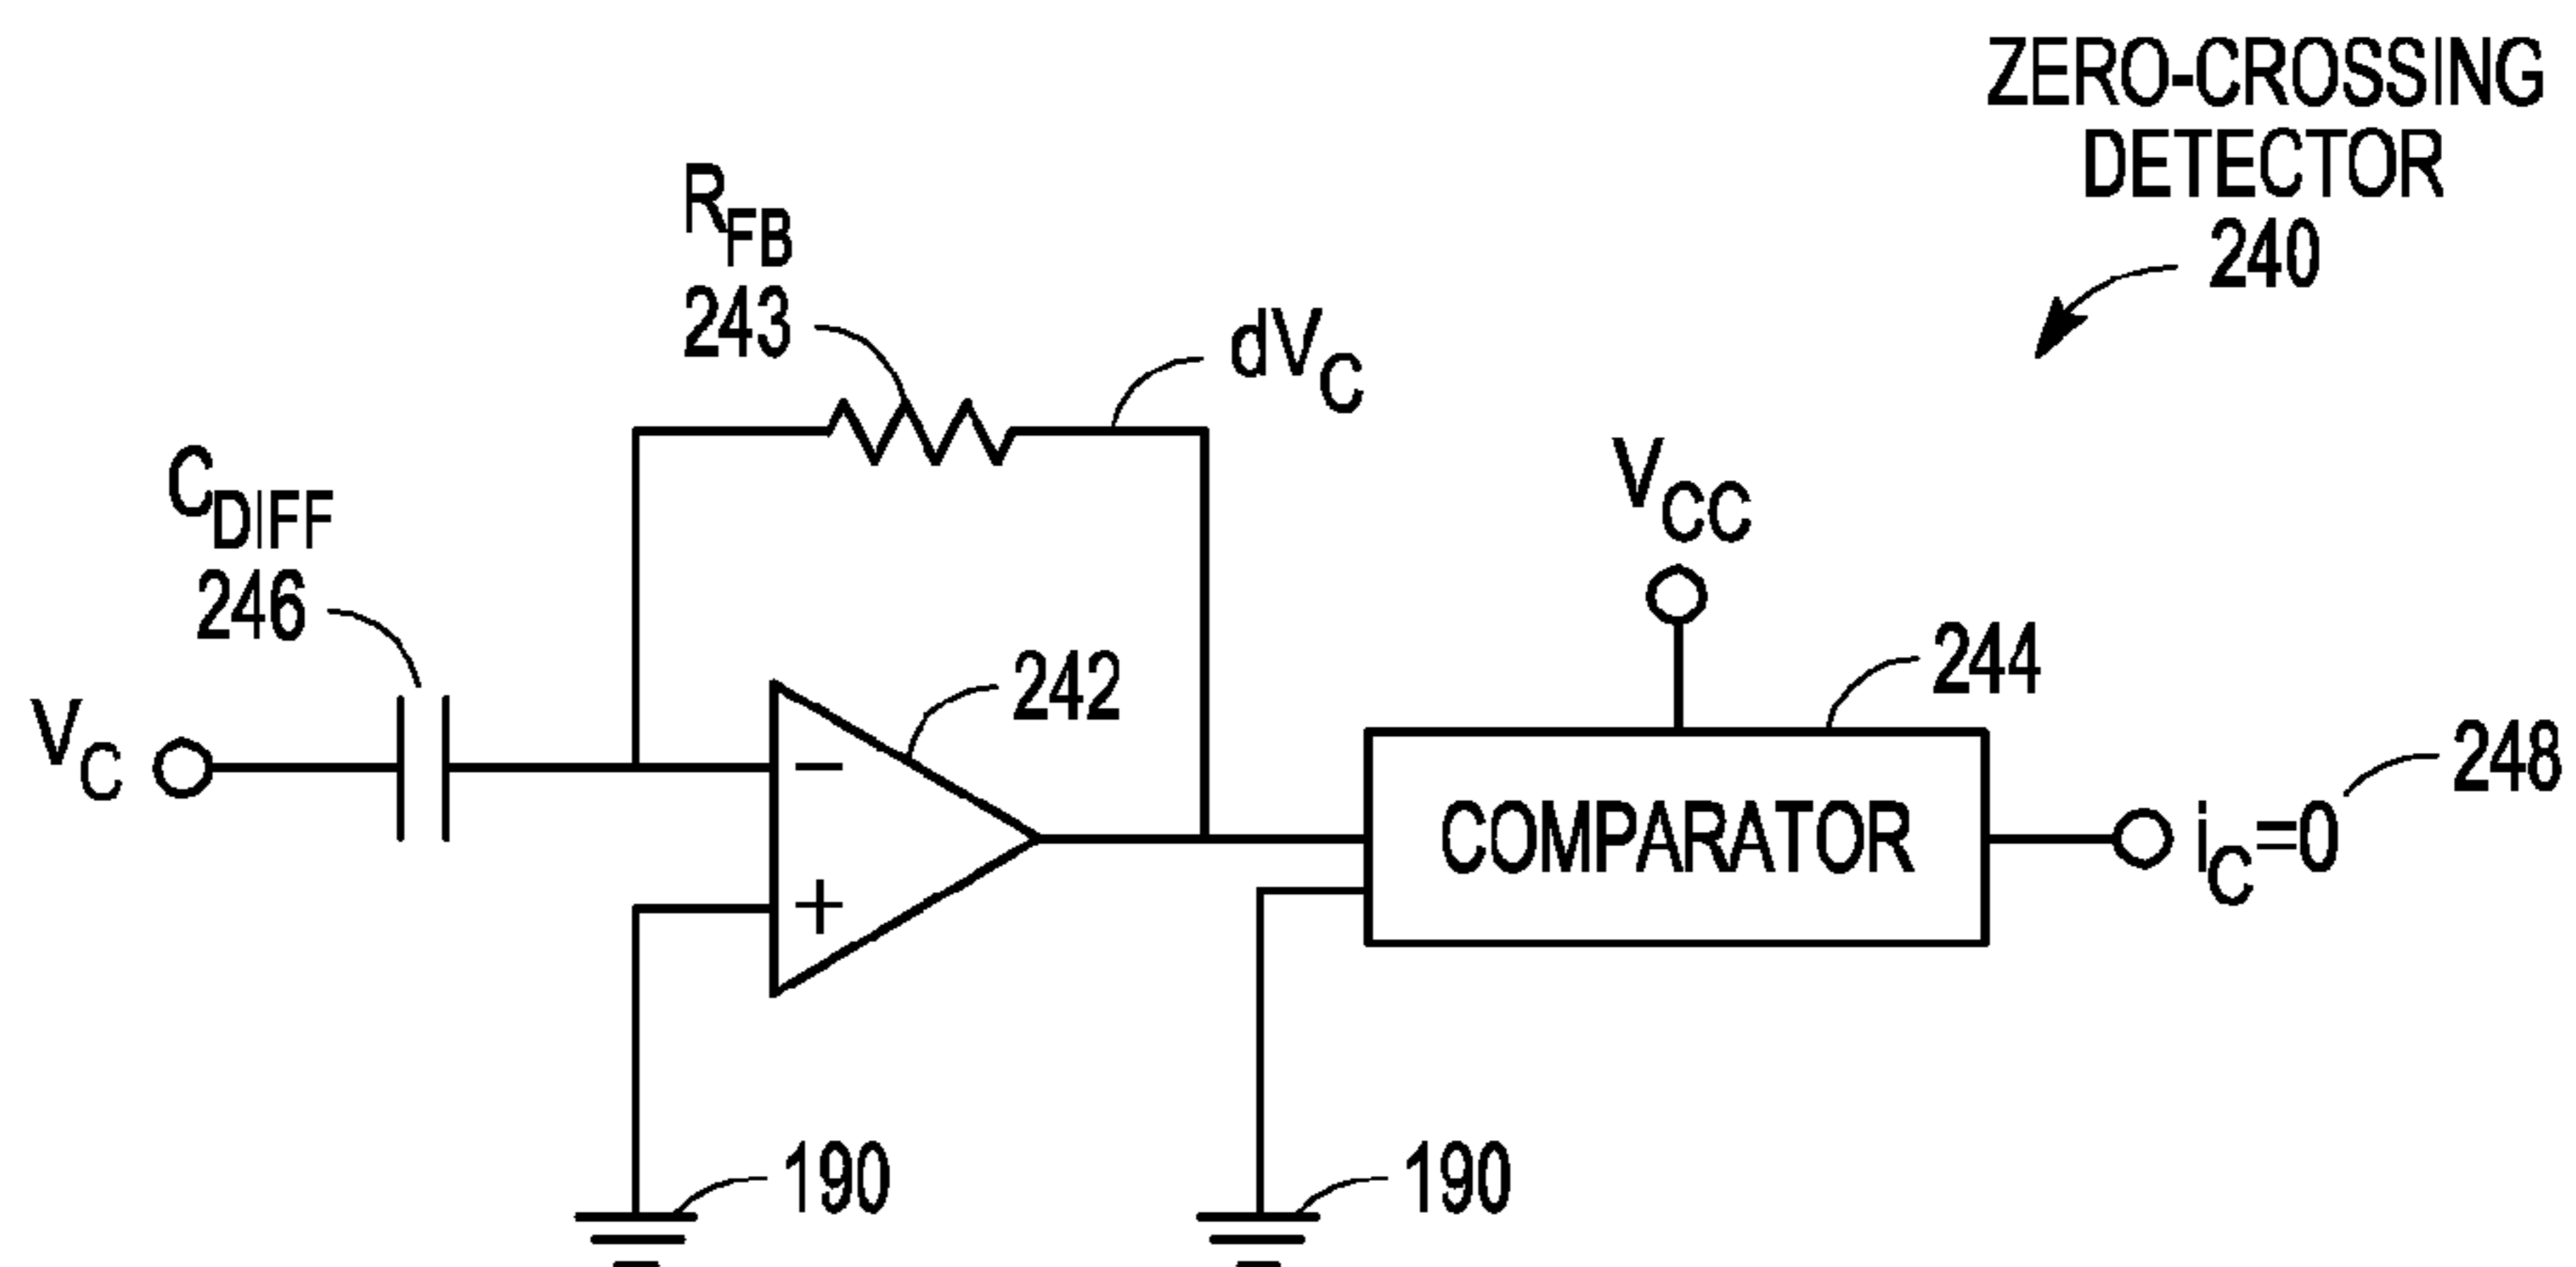 ZERO-CROSSING
DETECTOR
240
RFB
243
dVC
CDIFF
246
VCC
242
244
VC
−
+
COMPARATOR
iC=0
248
190
190